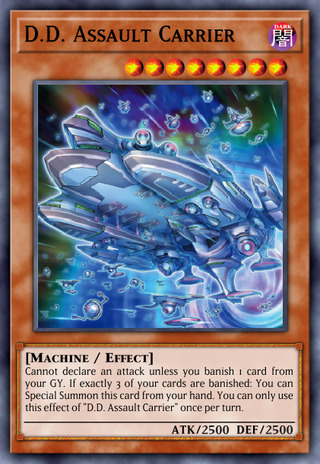 D.D. Assault Carrier
DARK
闇
[Machine / Effect]
Cannot declare an attack unless you banish 1 card from
your GY. If exactly 3 of your cards are banished: You can
Special Summon this card from your hand. You can only use
this effect of "D.D. Assault Carrier" once per turn.
ATK/2500 DEF/2500